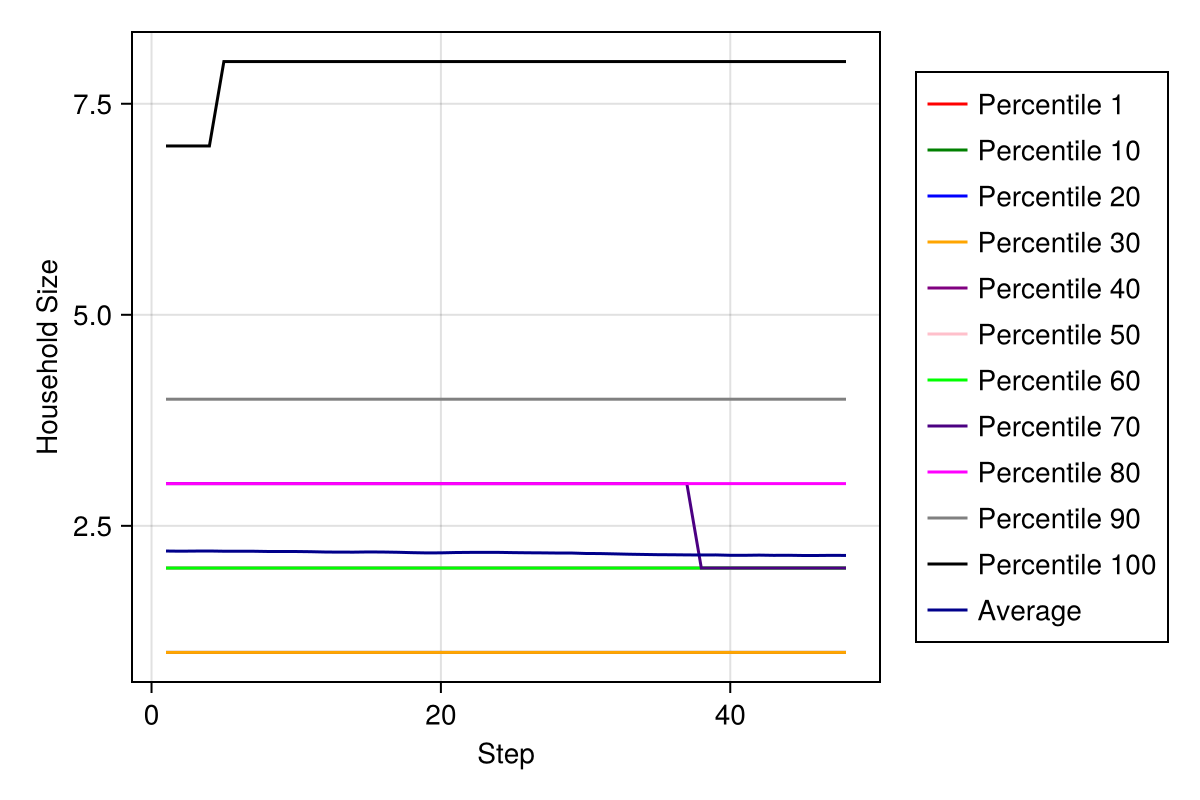 7.5
5.0
2.5
Household Size
0
20
40
Step
Percentile 1
Percentile 10
Percentile 20
Percentile 30
Percentile 40
Percentile 50
Percentile 60
Percentile 70
Percentile 80
Percentile 90
Percentile 100
Average